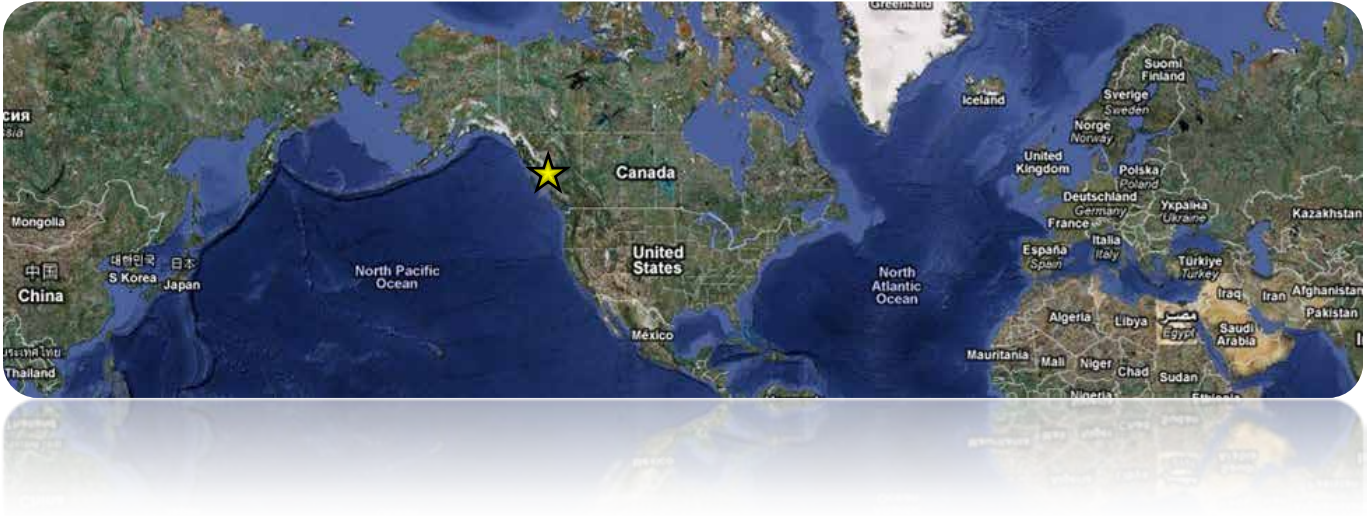 Greenland
Suomi
Finland
Iceland
Sverige
Sweden
сия
sia
Norge
Norway
United
Kingdom
Canada
Polska
Poland
Deutschland
Germany
Україна
Ukraine
Mongolia
France
Kazakhstan
España
Spain
Italia
Italy
United
States
대한민국
S Korea
日本
Japan
North Pacific
Ocean
North
Atlantic
Ocean
Türkiye
Turkey
中国
China
Iraq
Iran
Afghanistan
Pakistan
Algeria
Libya
مصر
Egypt
Saudi
Arabia
México
Thailand
Mauritania
Mali
Niger
Chad
Sudan
Nigeria